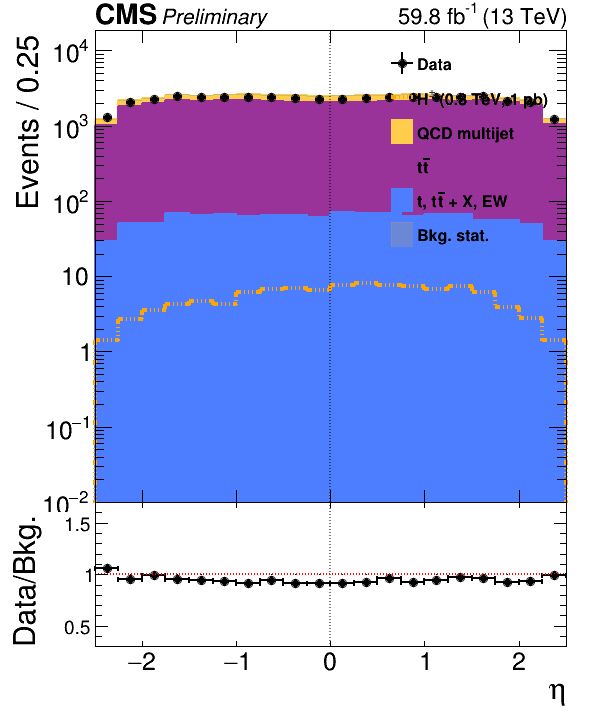 CMS Preliminary 59.8 fb⁻¹ (13 TeV)
Events / 0.25
10⁴
10³
10²
10
1
10⁻¹
10⁻²
Data
H⁺(0.8 TeV, 1 pb)
QCD multijet
tt̄
t, tt̄ + X, EW
Bkg. stat.
Data/Bkg.
1.5
1
0.5
−2 −1 0 1 2
η